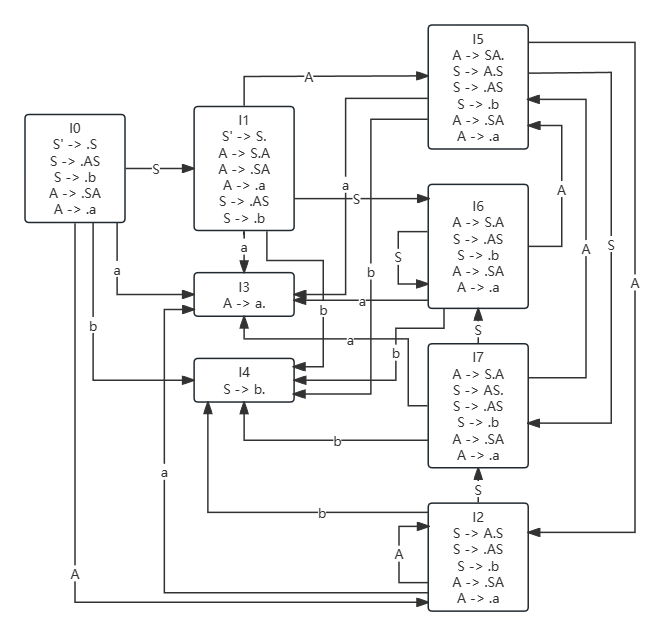 I0
S' -> .S
S -> .AS
S -> .b
A -> .SA
A -> .a
I1
S' -> S.
A -> S.A
A -> .SA
A -> .a
S -> .AS
S -> .b
I5
A -> SA.
S -> A.S
S -> .AS
S -> .b
A -> .SA
A -> .a
I6
A -> S.A
S -> .AS
S -> .b
A -> .SA
A -> .a
I3
A -> a.
I4
S -> b.
I7
A -> S.A
S -> AS.
S -> .AS
S -> .b
A -> .SA
A -> .a
I2
S -> A.S
S -> .AS
S -> .b
A -> .SA
A -> .a
A
S
a
S
A
A
S
A
a
S
b
a
a
b
b
b
S
a
b
b
S
a
b
A
A